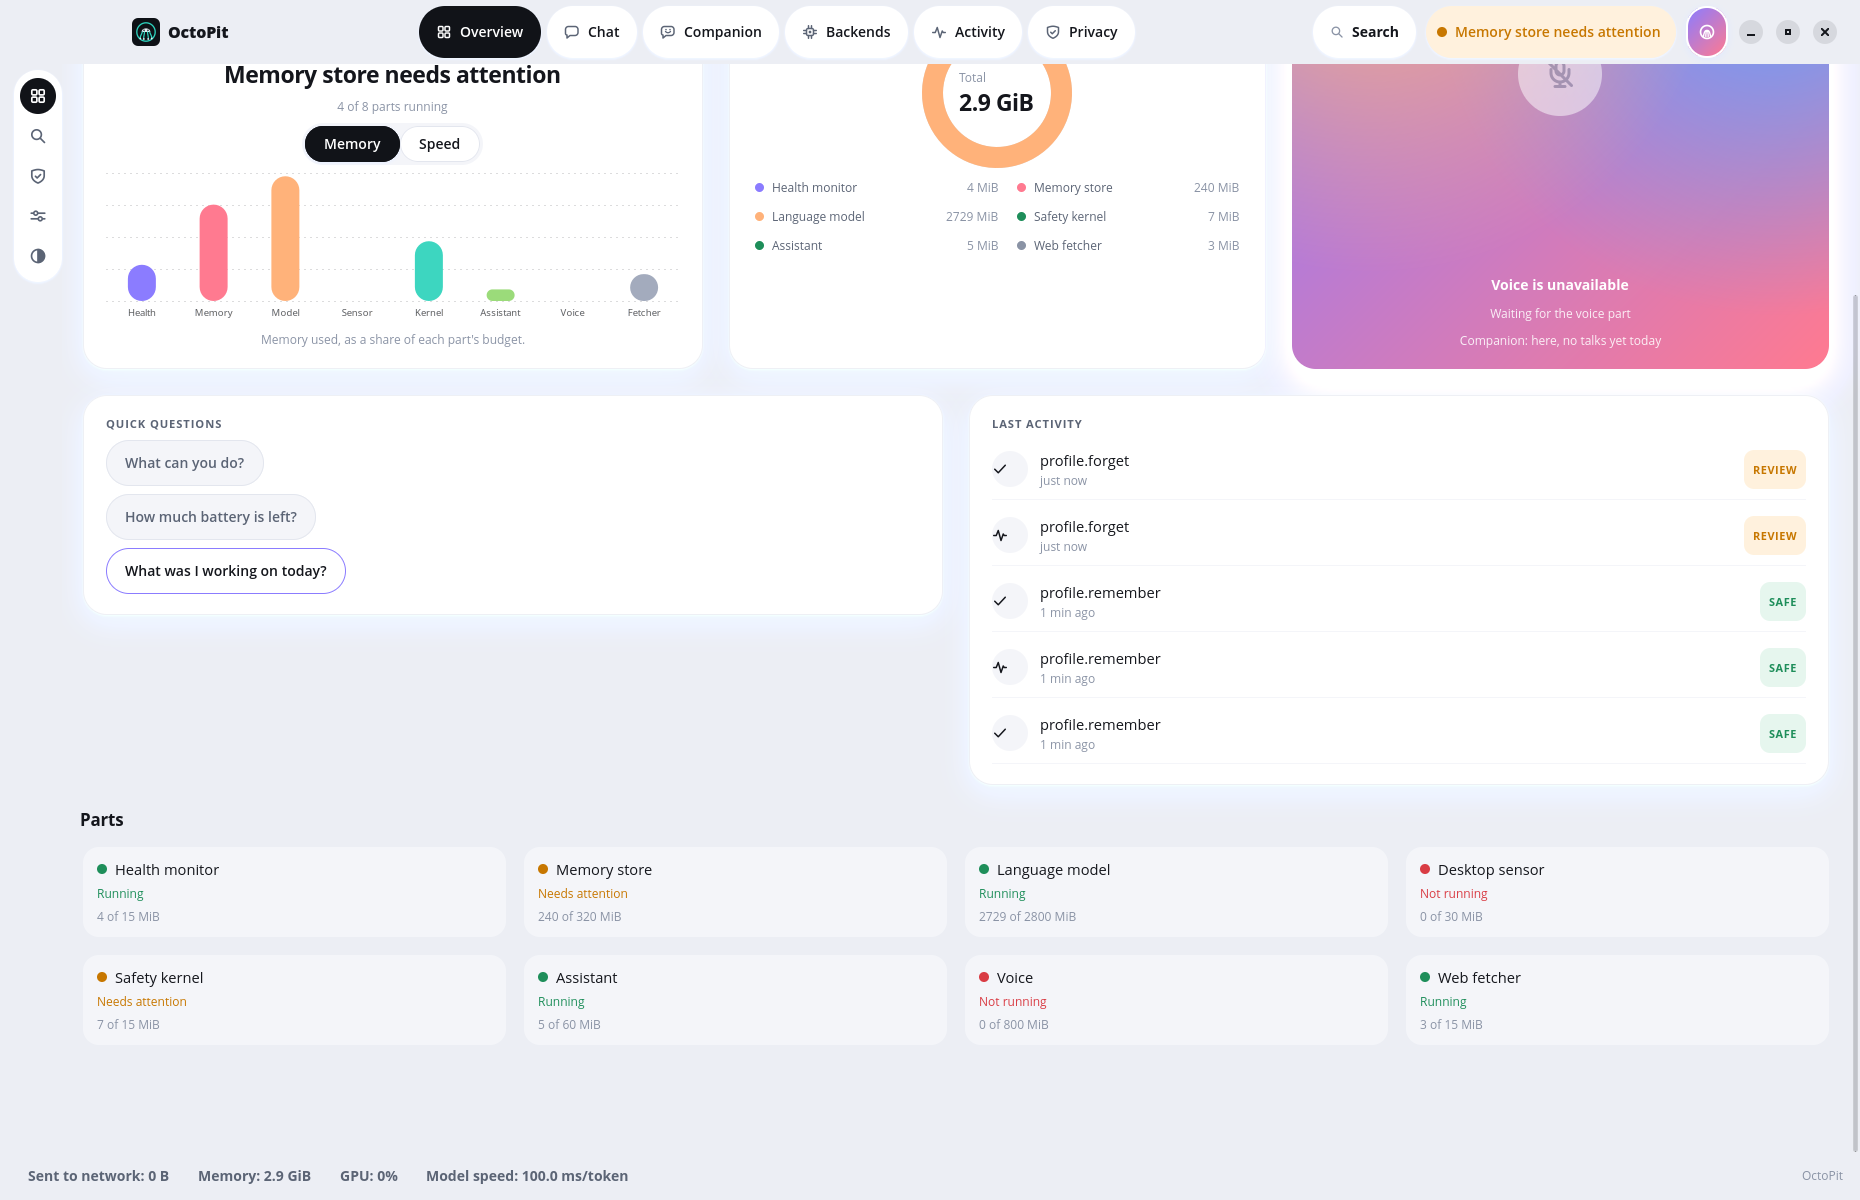 OctoPit
Overview
Chat
Companion
Backends
Activity
Privacy
Search
Memory store needs attention
Memory store needs attention
4 of 8 parts running
Memory
Speed
Health
Memory
Model
Sensor
Kernel
Assistant
Voice
Fetcher
Memory used, as a share of each part's budget.
Total
2.9 GiB
Health monitor 4 MiB
Memory store 240 MiB
Language model 2729 MiB
Safety kernel 7 MiB
Assistant 5 MiB
Web fetcher 3 MiB
Voice is unavailable
Waiting for the voice part
Companion: here, no talks yet today
QUICK QUESTIONS
What can you do?
How much battery is left?
What was I working on today?
LAST ACTIVITY
profile.forget
just now
REVIEW
profile.forget
just now
REVIEW
profile.remember
1 min ago
SAFE
profile.remember
1 min ago
SAFE
profile.remember
1 min ago
SAFE
Parts
Health monitor
Running
4 of 15 MiB
Memory store
Needs attention
240 of 320 MiB
Language model
Running
2729 of 2800 MiB
Desktop sensor
Not running
0 of 30 MiB
Safety kernel
Needs attention
7 of 15 MiB
Assistant
Running
5 of 60 MiB
Voice
Not running
0 of 800 MiB
Web fetcher
Running
3 of 15 MiB
Sent to network: 0 B
Memory: 2.9 GiB
GPU: 0%
Model speed: 100.0 ms/token
OctoPit